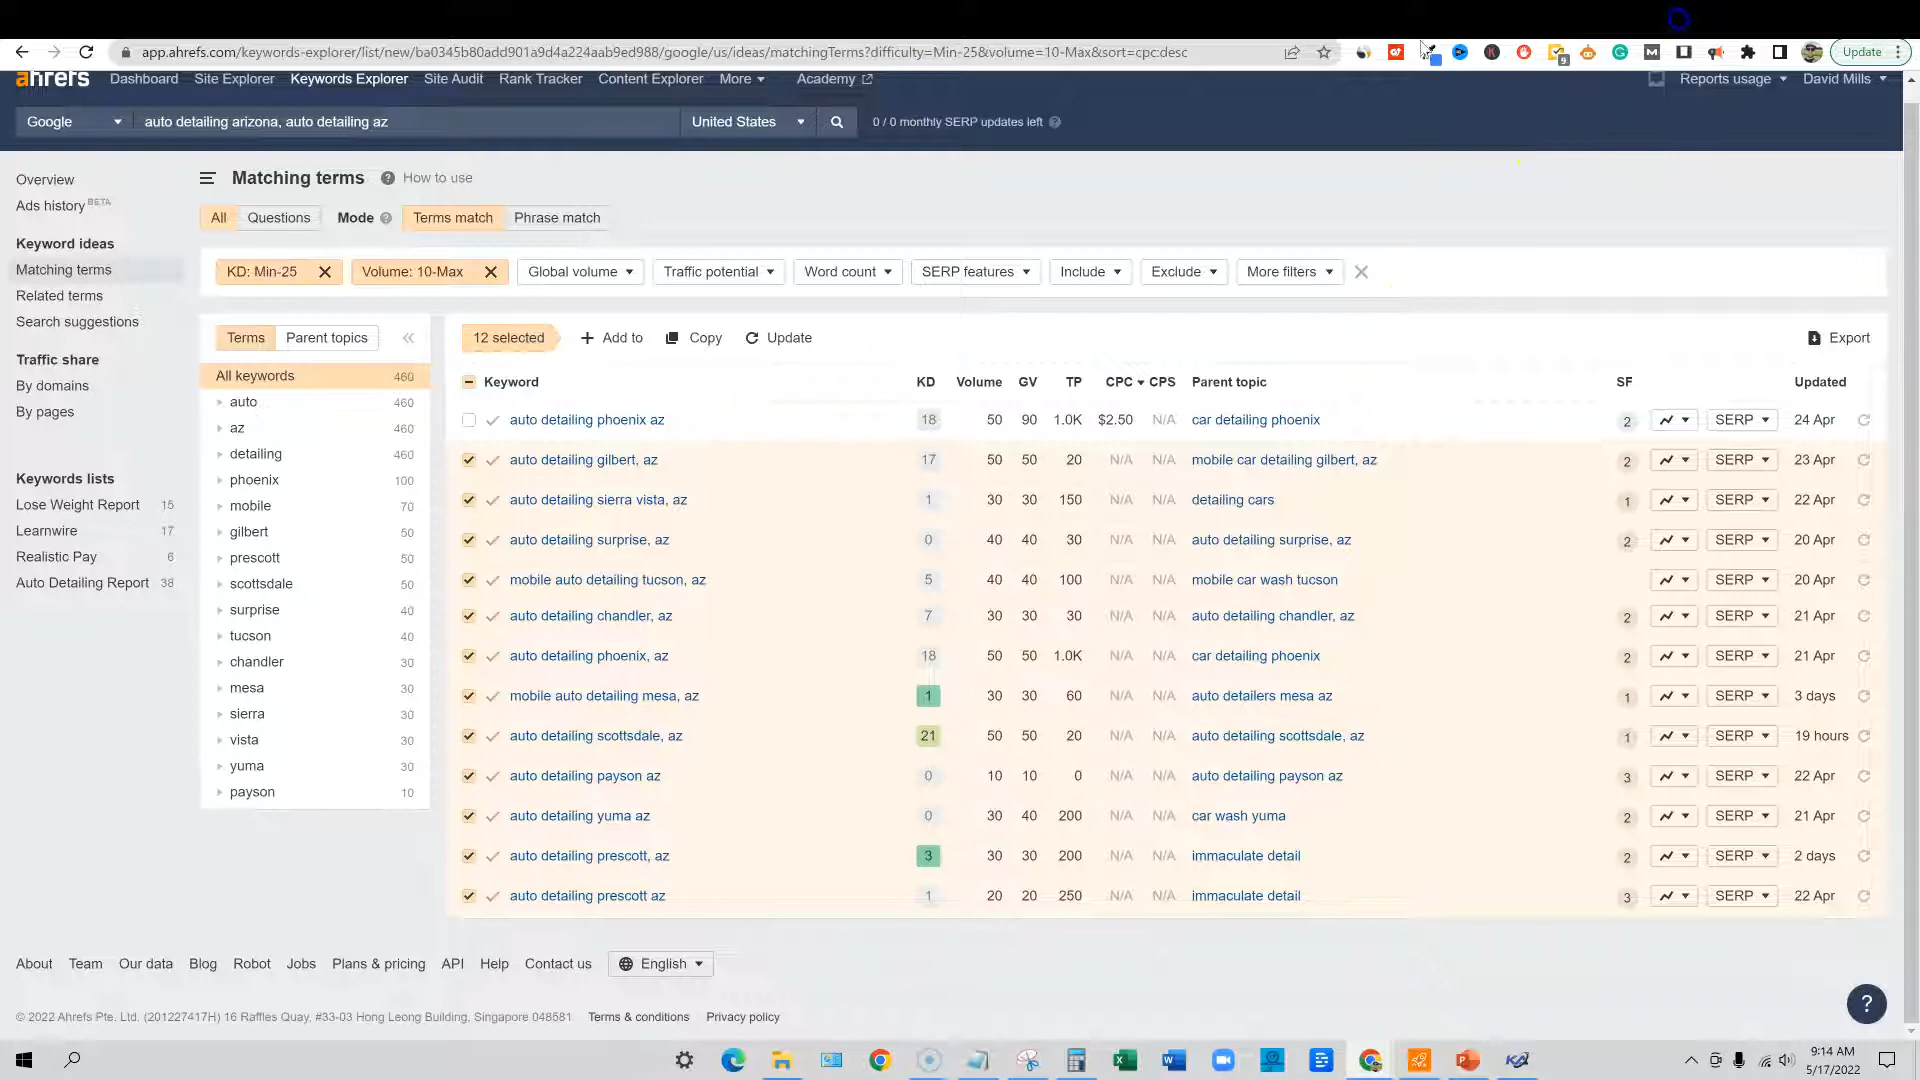 app.ahrefs.com/keywords-explorer/list/new/ba0345b80add901a9d4a224aab9ed988/google/us/ideas/matchingTerms?difficulty=Min-25&volume=10-Max&sort=cpc:desc
9
Update
ahrefs Dashboard Site Explorer Keywords Explorer Site Audit Rank Tracker Content Explorer More Academy Reports usage David Mills
Google auto detailing arizona, auto detailing az United States 0 / 0 monthly SERP updates left
Overview
Ads history BETA
Keyword ideas
Matching terms
Related terms
Search suggestions
Traffic share
By domains
By pages
Keywords lists
Lose Weight Report 15
Learnwire 17
Realistic Pay 6
Auto Detailing Report 38
Matching terms How to use
All Questions Mode Terms match Phrase match
KD: Min-25 Volume: 10-Max Global volume Traffic potential Word count SERP features Include Exclude More filters
Terms Parent topics
All keywords 460
auto 460
az 460
detailing 460
phoenix 100
mobile 70
gilbert 50
prescott 50
scottsdale 50
surprise 40
tucson 40
chandler 30
mesa 30
sierra 30
vista 30
yuma 30
payson 10
12 selected Add to Copy Update Export
Keyword KD Volume GV TP CPC CPS Parent topic SF Updated
auto detailing phoenix az 18 50 90 1.0K $2.50 N/A car detailing phoenix 2 SERP 24 Apr
auto detailing gilbert, az 17 50 50 20 N/A N/A mobile car detailing gilbert, az 2 SERP 23 Apr
auto detailing sierra vista, az 1 30 30 150 N/A N/A detailing cars 1 SERP 22 Apr
auto detailing surprise, az 0 40 40 30 N/A N/A auto detailing surprise, az 2 SERP 20 Apr
mobile auto detailing tucson, az 5 40 40 100 N/A N/A mobile car wash tucson SERP 20 Apr
auto detailing chandler, az 7 30 30 30 N/A N/A auto detailing chandler, az 2 SERP 21 Apr
auto detailing phoenix, az 18 50 50 1.0K N/A N/A car detailing phoenix 2 SERP 21 Apr
mobile auto detailing mesa, az 1 30 30 60 N/A N/A auto detailers mesa az 1 SERP 3 days
auto detailing scottsdale, az 21 50 50 20 N/A N/A auto detailing scottsdale, az 1 SERP 19 hours
auto detailing payson az 0 10 10 0 N/A N/A auto detailing payson az 3 SERP 22 Apr
auto detailing yuma az 0 30 40 200 N/A N/A car wash yuma 2 SERP 21 Apr
auto detailing prescott, az 3 30 30 200 N/A N/A immaculate detail 2 SERP 2 days
auto detailing prescott az 1 20 20 250 N/A N/A immaculate detail 3 SERP 22 Apr
About Team Our data Blog Robot Jobs Plans & pricing API Help Contact us English
© 2022 Ahrefs Pte. Ltd. (201227417H) 16 Raffles Quay, #33-03 Hong Leong Building, Singapore 048581 Terms & conditions Privacy policy
?
9:14 AM
5/17/2022